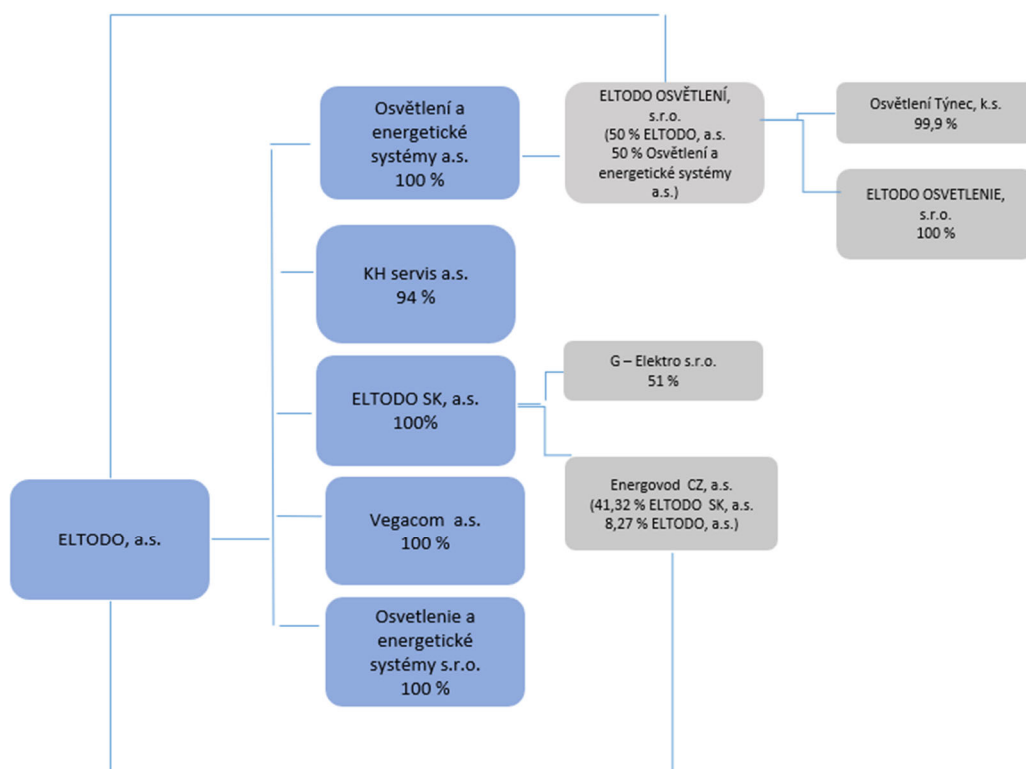 ELTODO, a.s.
Osvětlení a
energetické
systémy a.s.
100 %
KH servis a.s.
94 %
ELTODO SK, a.s.
100%
Vegacom a.s.
100 %
Osvetlenie a
energetické
systémy s.r.o.
100 %
ELTODO OSVĚTLENÍ,
s.r.o.
(50 % ELTODO, a.s.
50 % Osvětlení a
energetické systémy
a.s.)
G – Elektro s.r.o.
51 %
Energovod CZ, a.s.
(41,32 % ELTODO SK, a.s.
8,27 % ELTODO, a.s.)
Osvětlení Týnec, k.s.
99,9 %
ELTODO OSVETLENIE,
s.r.o.
100 %